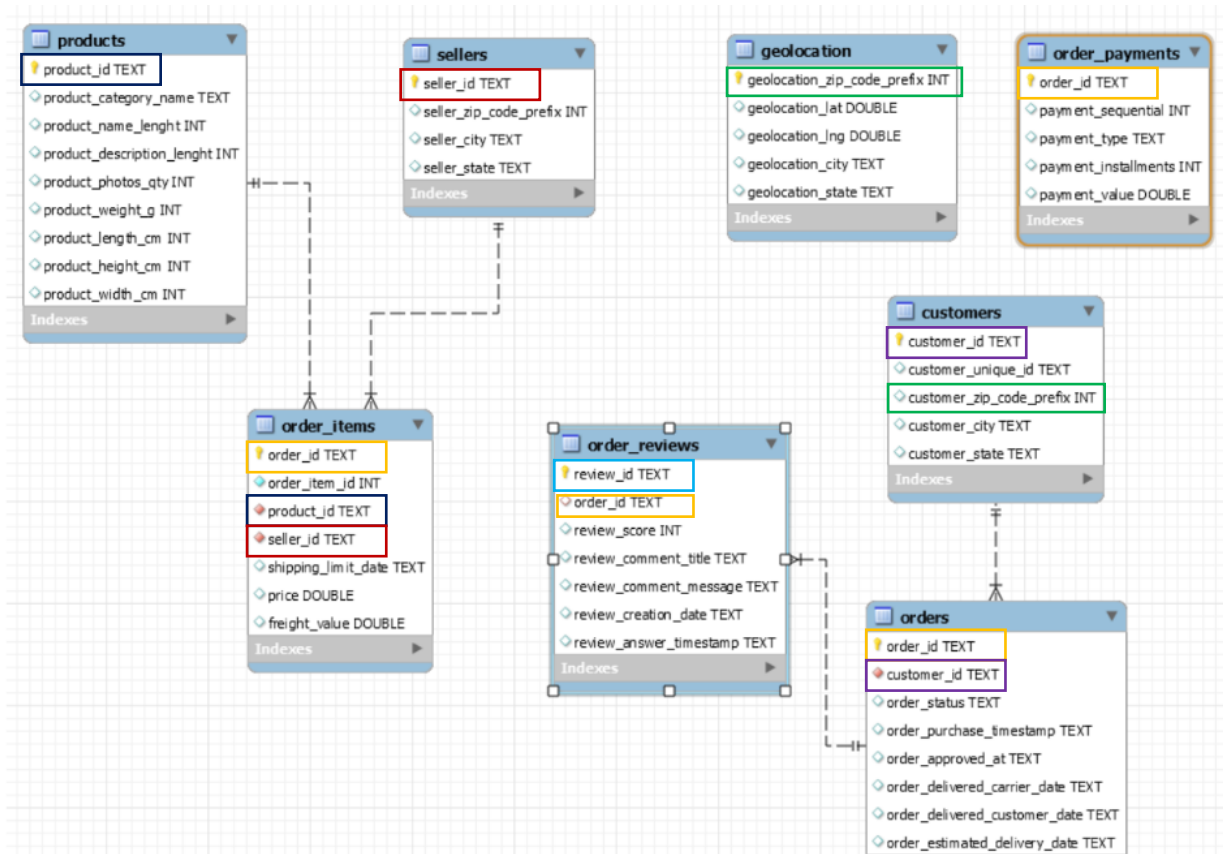 products
product_id TEXT
product_category_name TEXT
product_name_lenght INT
product_description_lenght INT
product_photos_qty INT
product_weight_g INT
product_length_cm INT
product_height_cm INT
product_width_cm INT
Indexes
sellers
seller_id TEXT
seller_zip_code_prefix INT
seller_city TEXT
seller_state TEXT
Indexes
geolocation
geolocation_zip_code_prefix INT
geolocation_lat DOUBLE
geolocation_lng DOUBLE
geolocation_city TEXT
geolocation_state TEXT
Indexes
order_payments
order_id TEXT
payment_sequential INT
payment_type TEXT
payment_installments INT
payment_value DOUBLE
Indexes
order_items
order_id TEXT
order_item_id INT
product_id TEXT
seller_id TEXT
shipping_limit_date TEXT
price DOUBLE
freight_value DOUBLE
Indexes
order_reviews
review_id TEXT
order_id TEXT
review_score INT
review_comment_title TEXT
review_comment_message TEXT
review_creation_date TEXT
review_answer_timestamp TEXT
Indexes
customers
customer_id TEXT
customer_unique_id TEXT
customer_zip_code_prefix INT
customer_city TEXT
customer_state TEXT
Indexes
orders
order_id TEXT
customer_id TEXT
order_status TEXT
order_purchase_timestamp TEXT
order_approved_at TEXT
order_delivered_carrier_date TEXT
order_delivered_customer_date TEXT
order_estimated_delivery_date TEXT